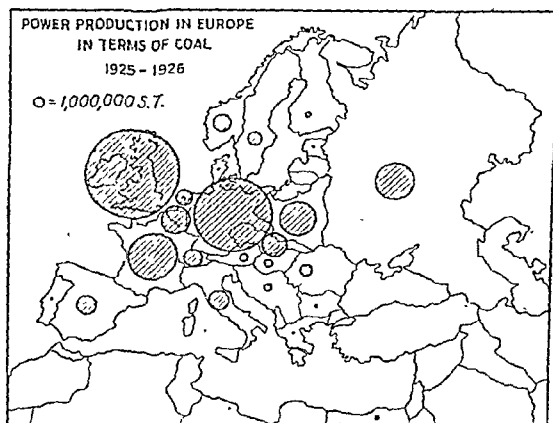 POWER PRODUCTION IN EUROPE
IN TERMS OF COAL
1925-1926
O = 1,000,000 S.T.